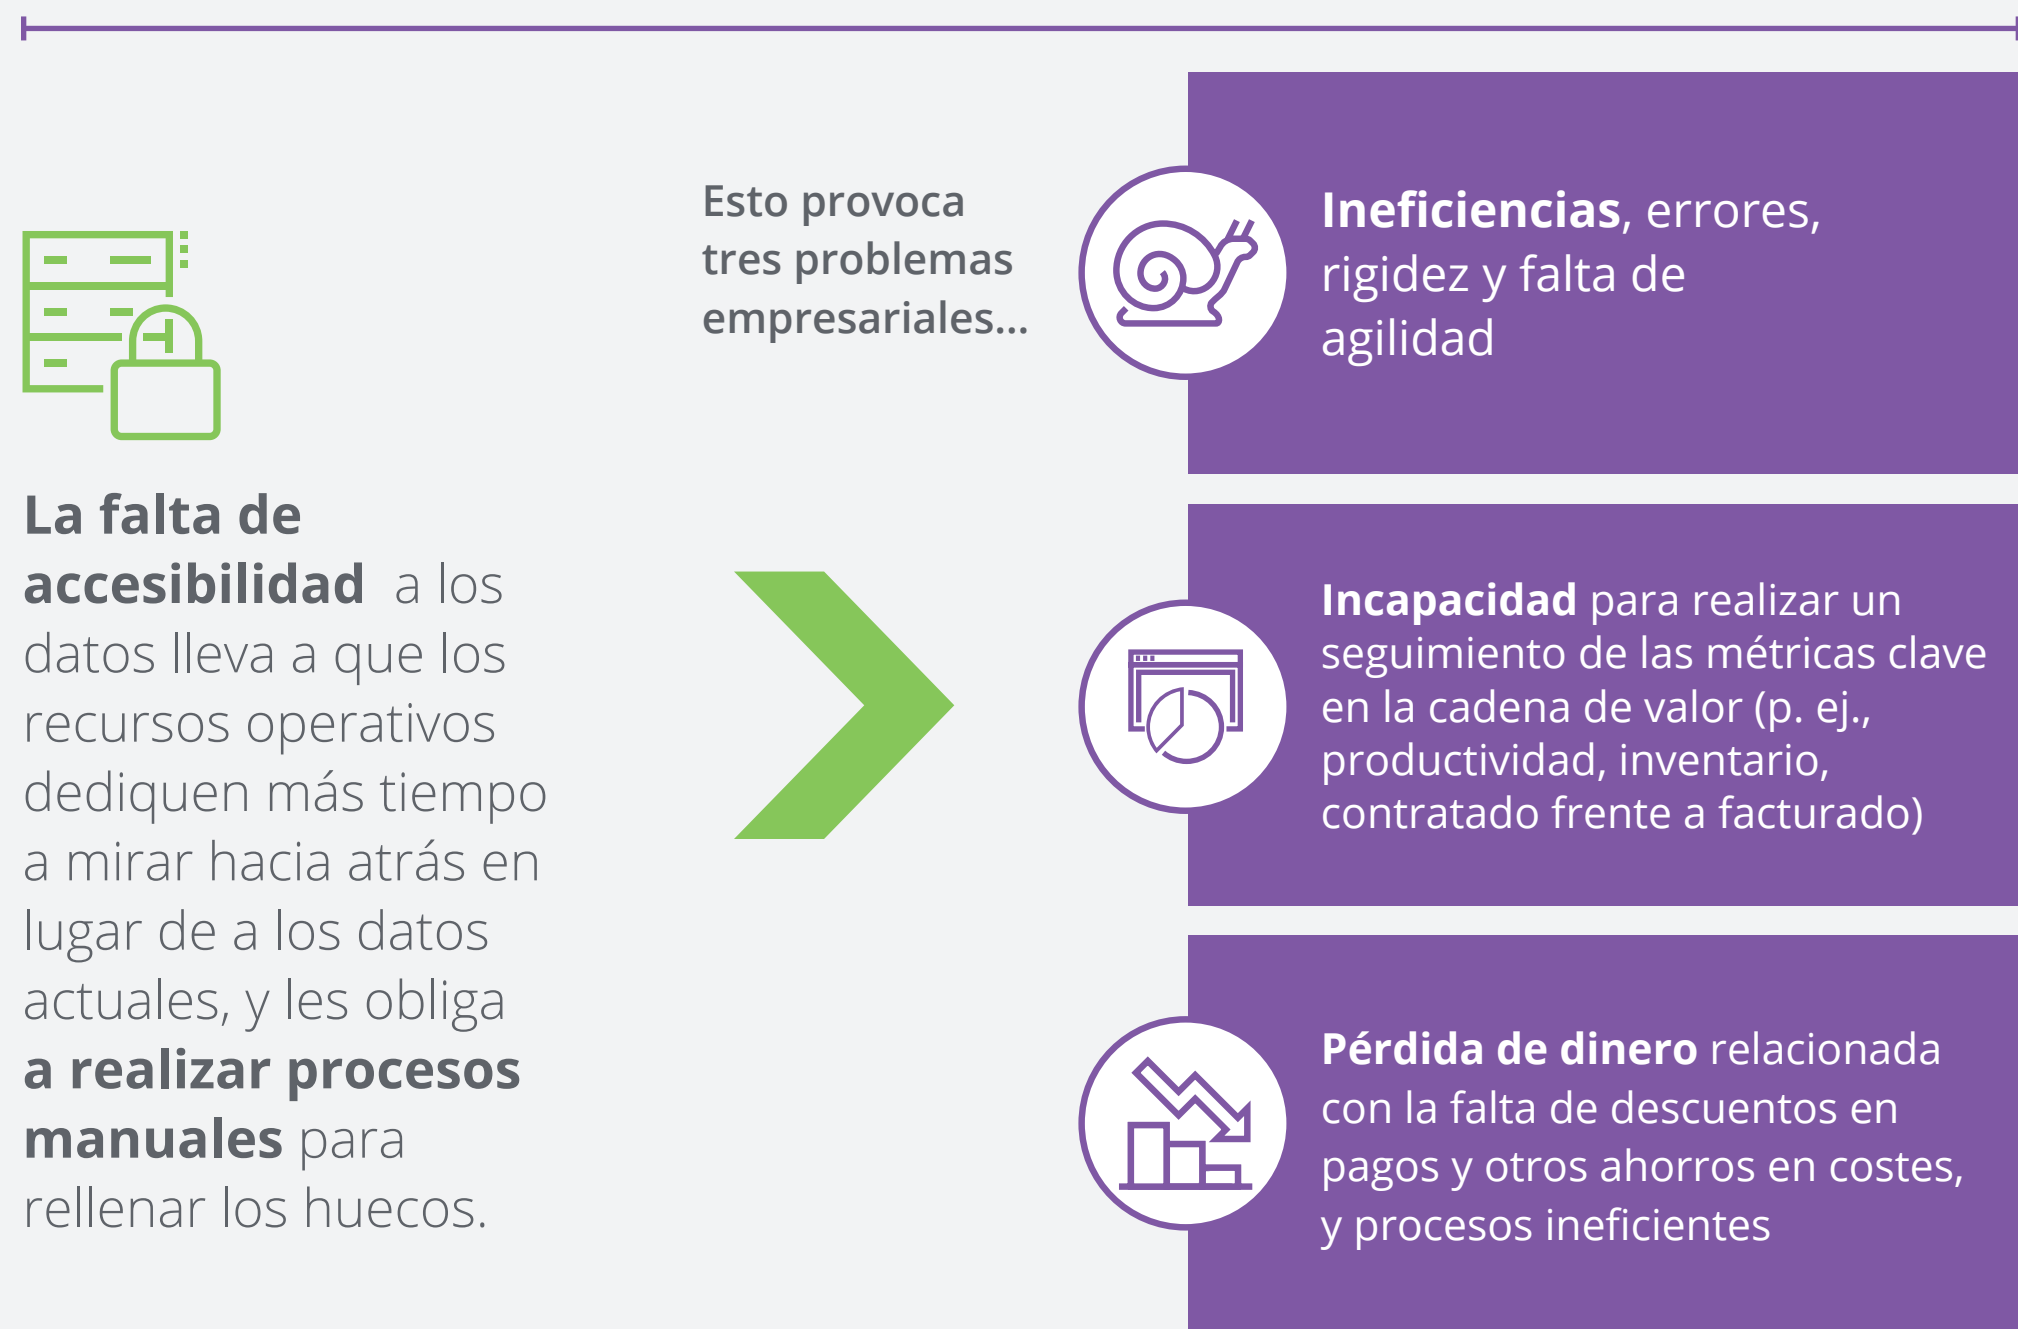 La falta de
accesibilidad a los
datos lleva a que los
recursos operativos
dediquen más tiempo
a mirar hacia atrás en
lugar de a los datos
actuales, y les obliga
a realizar procesos
manuales para
rellenar los huecos.
Esto provoca
tres problemas
empresariales...
Ineficiencias, errores,
rigidez y falta de
agilidad
Incapacidad para realizar un
seguimiento de las métricas clave
en la cadena de valor (p. ej.,
productividad, inventario,
contratado frente a facturado)
Pérdida de dinero relacionada
con la falta de descuentos en
pagos y otros ahorros en costes,
y procesos ineficientes